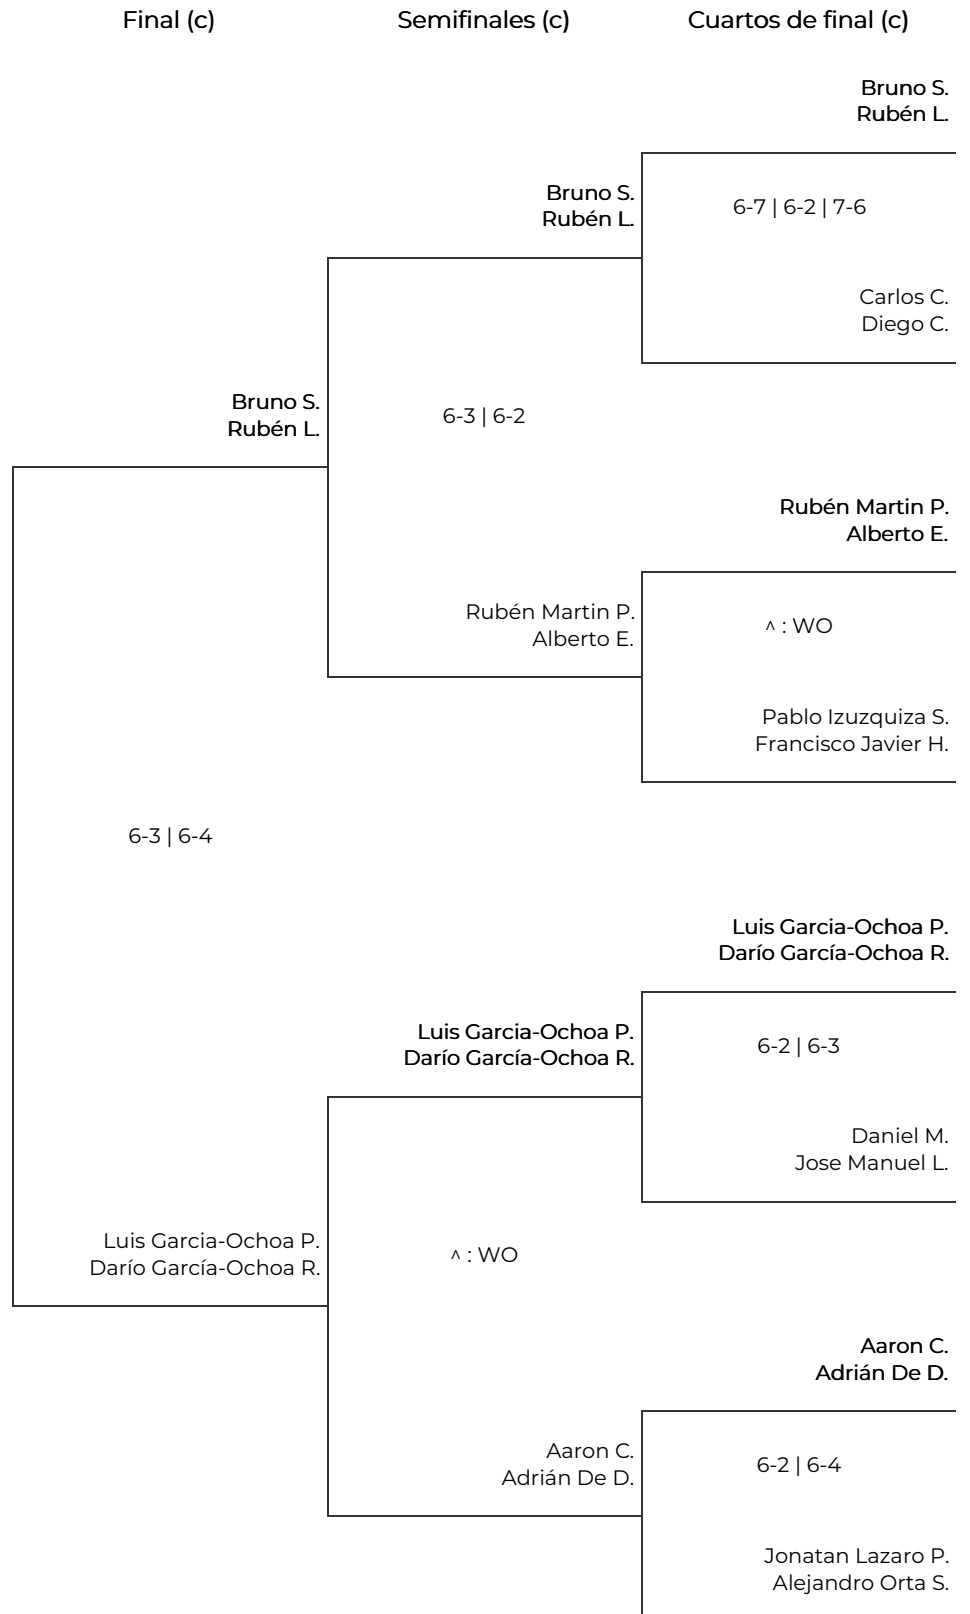 Final (c)
Semifinales (c)
Cuartos de final (c)
Bruno S.
Rubén L.
Bruno S.
Rubén L.
6-7 | 6-2 | 7-6
Carlos C.
Diego C.
Bruno S.
Rubén L.
6-3 | 6-2
Rubén Martin P.
Alberto E.
Rubén Martin P.
Alberto E.
^ : WO
Pablo Izuzquiza S.
Francisco Javier H.
6-3 | 6-4
Luis Garcia-Ochoa P.
Darío García-Ochoa R.
Luis Garcia-Ochoa P.
Darío García-Ochoa R.
6-2 | 6-3
Daniel M.
Jose Manuel L.
Luis Garcia-Ochoa P.
Darío García-Ochoa R.
^ : WO
Aaron C.
Adrián De D.
Aaron C.
Adrián De D.
6-2 | 6-4
Jonatan Lazaro P.
Alejandro Orta S.